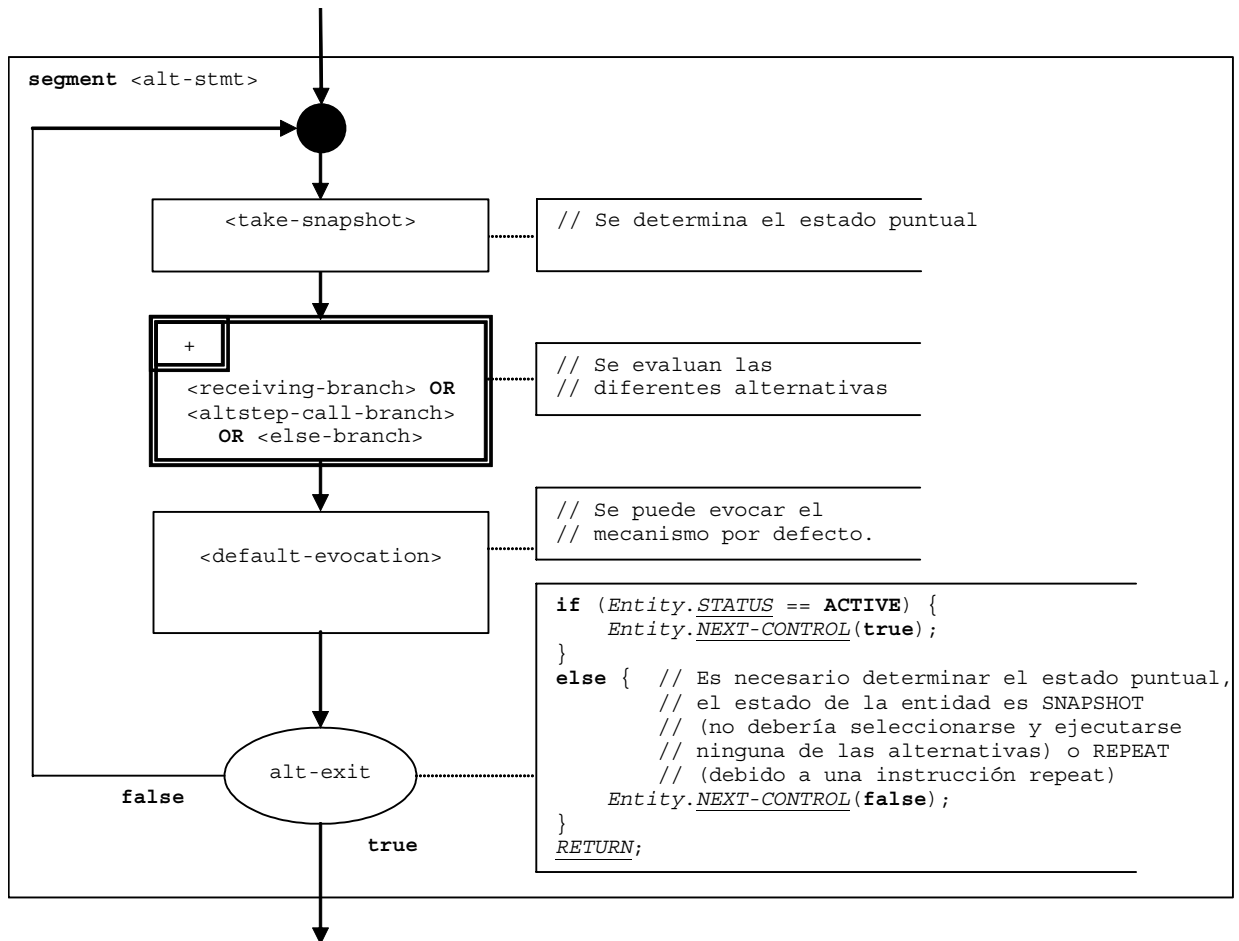 segment <alt-stmt>
<take-snapshot>
// Se determina el estado puntual
+
<receiving-branch> OR
<altstep-call-branch>
OR <else-branch>
// Se evaluan las
// diferentes alternativas
<default-evocation>
// Se puede evocar el
// mecanismo por defecto.
alt-exit
false
true
if (Entity.STATUS == ACTIVE) {
Entity.NEXT-CONTROL(true);
}
else { // Es necesario determinar el estado puntual,
// el estado de la entidad es SNAPSHOT
// (no debería seleccionarse y ejecutarse
// ninguna de las alternativas) o REPEAT
// (debido a una instrucción repeat)
Entity.NEXT-CONTROL(false);
}
RETURN;